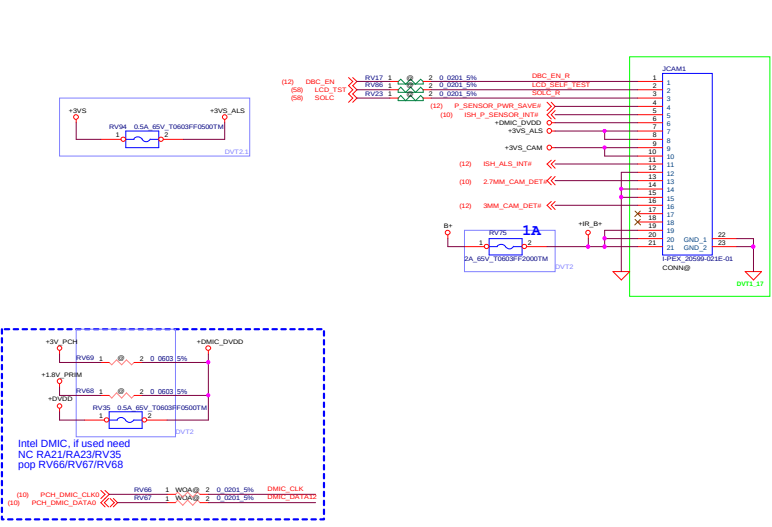 JCAM1
(12) DBC_EN RV17 1 @ 2 0_0201_5% DBC_EN_R 1 1
(58) LCD_TST RV86 1 @ 2 0_0201_5% LCD_SELF_TEST 2 2
(58) SOLC RV23 1 @ 2 0_0201_5% SOLC_R 3 3
(12) P_SENSOR_PWR_SAVE# 4 4
(10) ISH_P_SENSOR_INT# 5 5
+DMIC_DVDD 6 6
+3VS_ALS 7 7
8 8
+3VS_CAM 9 9
10 10
(12) ISH_ALS_INT# 11 11
12 12
(10) 2.7MM_CAM_DET# 13 13
14 14
15 15
(12) 3MM_CAM_DET# 16 16
17 17
18 18
19 19
20 20 GND_1 22
21 21 GND_2 23
I-PEX_20599-021E-01
CONN@
DVT1_17
+3VS +3VS_ALS
RV94 0.5A_65V_T0603FF0500TM
1 2
DVT2.1
B+ 1A +IR_B+
RV75
1 2
2A_65V_T0603FF2000TM
DVT2
+3V_PCH +DMIC_DVDD
RV69 1 @ 2 0_0603_5%
+1.8V_PRIM
RV68 1 @ 2 0_0603_5%
+DVDD
RV35 0.5A_65V_T0603FF0500TM
1 2
DVT2
Intel DMIC, if used need
NC RA21/RA23/RV35
pop RV66/RV67/RV68
(10) PCH_DMIC_CLK0 RV66 1 WOA@ 2 0_0201_5% DMIC_CLK
(10) PCH_DMIC_DATA0 RV67 1 WOA@ 2 0_0201_5% DMIC_DATA12